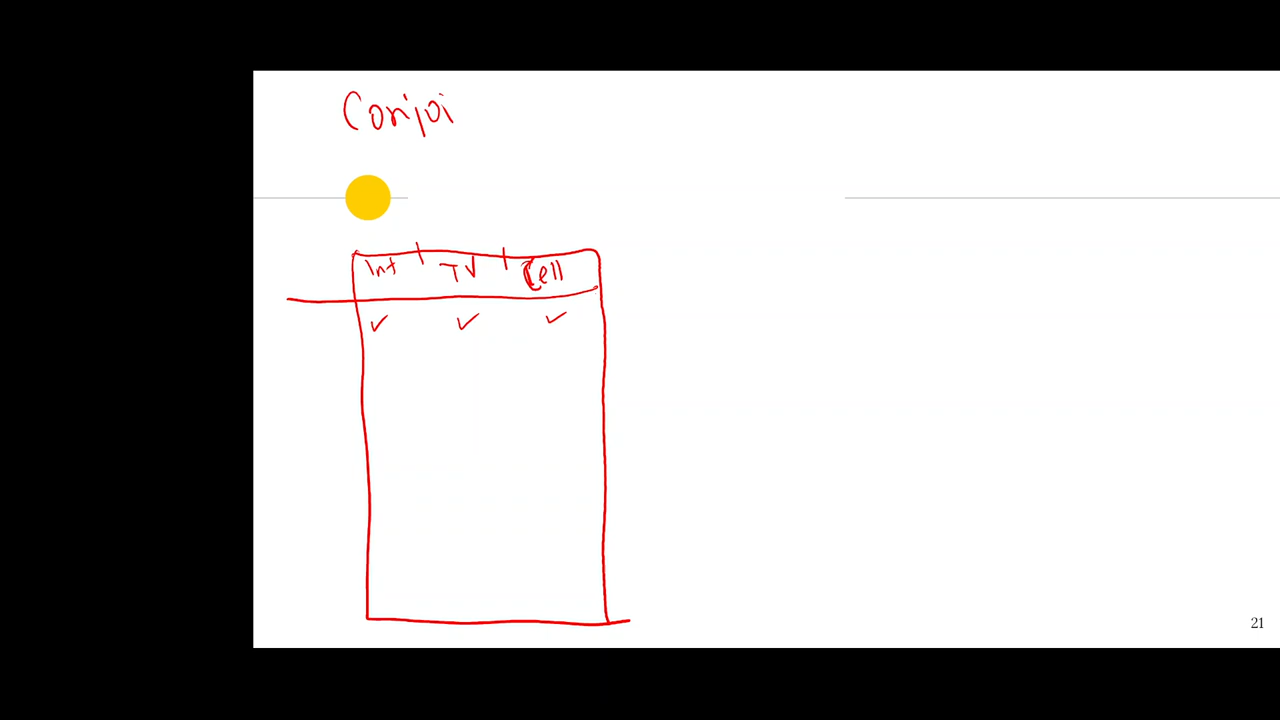 Conjoi
Int TV Cell
✓ ✓ ✓
21